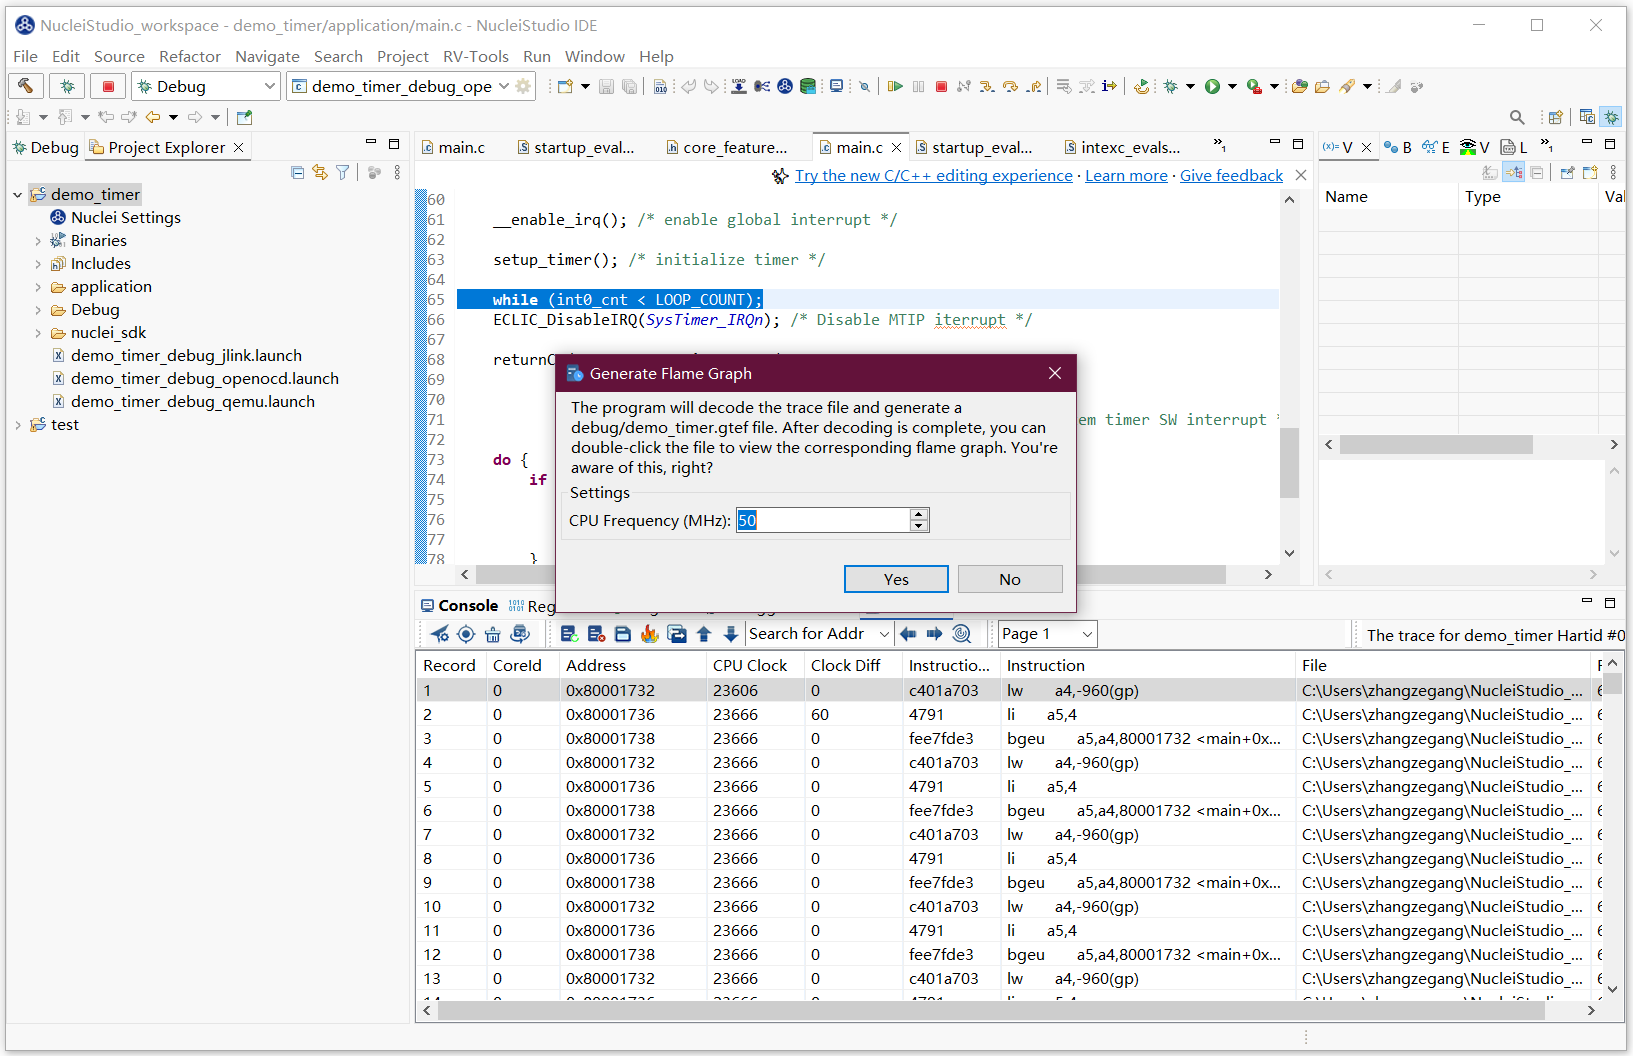 NucleiStudio_workspace - demo_timer/application/main.c - NucleiStudio IDE
File Edit Source Refactor Navigate Search Project RV-Tools Run Window Help
Debug demo_timer_debug_ope
Debug Project Explorer
main.c startup_eval... core_feature... main.c startup_eval... intexc_evals... »1
(x)= V B E V L »1
Try the new C/C++ editing experience · Learn more · Give feedback
demo_timer
Nuclei Settings
Binaries
Includes
application
Debug
nuclei_sdk
demo_timer_debug_jlink.launch
demo_timer_debug_openocd.launch
demo_timer_debug_qemu.launch
test
60
61 __enable_irq(); /* enable global interrupt */
62
63 setup_timer(); /* initialize timer */
64
65 while (int0_cnt < LOOP_COUNT);
66 ECLIC_DisableIRQ(SysTimer_IRQn); /* Disable MTIP iterrupt */
67
68
69
70
71 em timer SW interrupt
72
73 do {
74 if
75
76
77
78 }
Name Type
Generate Flame Graph
The program will decode the trace file and generate a
debug/demo_timer.gtef file. After decoding is complete, you can
double-click the file to view the corresponding flame graph. You're
aware of this, right?
Settings
CPU Frequency (MHz): 50
Yes No
Console Reg
Search for Addr Page 1 The trace for demo_timer Hartid #0
Record CoreId Address CPU Clock Clock Diff Instructio... Instruction File
1 0 0x80001732 23606 0 c401a703 lw a4,-960(gp) C:\Users\zhangzegang\NucleiStudio_...
2 0 0x80001736 23666 60 4791 li a5,4 C:\Users\zhangzegang\NucleiStudio_...
3 0 0x80001738 23666 0 fee7fde3 bgeu a5,a4,80001732 <main+0x... C:\Users\zhangzegang\NucleiStudio_...
4 0 0x80001732 23666 0 c401a703 lw a4,-960(gp) C:\Users\zhangzegang\NucleiStudio_...
5 0 0x80001736 23666 0 4791 li a5,4 C:\Users\zhangzegang\NucleiStudio_...
6 0 0x80001738 23666 0 fee7fde3 bgeu a5,a4,80001732 <main+0x... C:\Users\zhangzegang\NucleiStudio_...
7 0 0x80001732 23666 0 c401a703 lw a4,-960(gp) C:\Users\zhangzegang\NucleiStudio_...
8 0 0x80001736 23666 0 4791 li a5,4 C:\Users\zhangzegang\NucleiStudio_...
9 0 0x80001738 23666 0 fee7fde3 bgeu a5,a4,80001732 <main+0x... C:\Users\zhangzegang\NucleiStudio_...
10 0 0x80001732 23666 0 c401a703 lw a4,-960(gp) C:\Users\zhangzegang\NucleiStudio_...
11 0 0x80001736 23666 0 4791 li a5,4 C:\Users\zhangzegang\NucleiStudio_...
12 0 0x80001738 23666 0 fee7fde3 bgeu a5,a4,80001732 <main+0x... C:\Users\zhangzegang\NucleiStudio_...
13 0 0x80001732 23666 0 c401a703 lw a4,-960(gp) C:\Users\zhangzegang\NucleiStudio_...